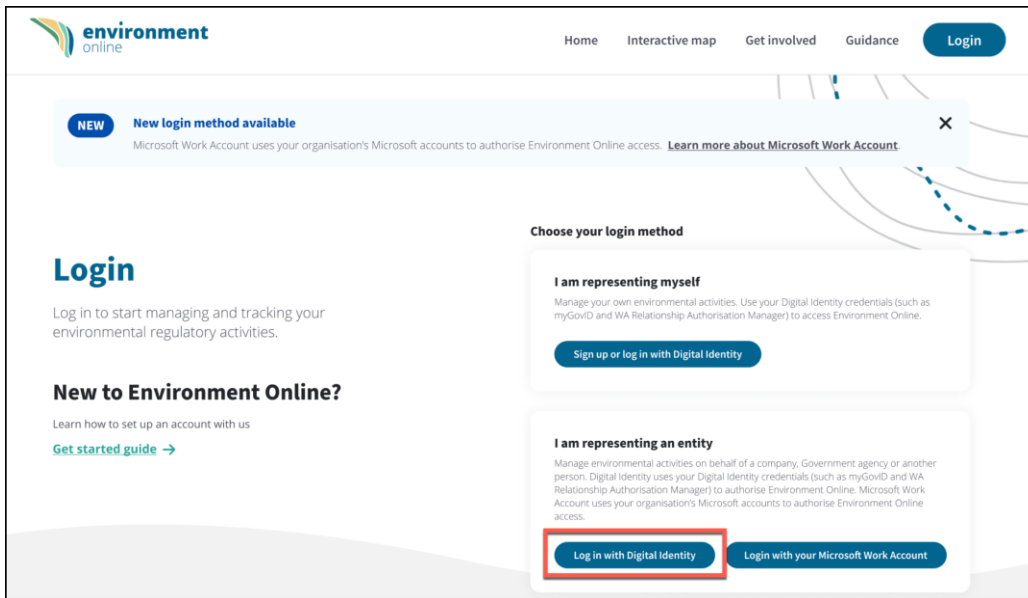 environment
online
Home Interactive map Get involved Guidance Login
NEW New login method available
Microsoft Work Account uses your organisation's Microsoft accounts to authorise Environment Online access. Learn more about Microsoft Work Account.
Choose your login method
Login
Log in to start managing and tracking your
environmental regulatory activities.
New to Environment Online?
Learn how to set up an account with us
Get started guide →
I am representing myself
Manage your own environmental activities. Use your Digital Identity credentials (such as
myGovID and WA Relationship Authorisation Manager) to access Environment Online.
Sign up or log in with Digital Identity
I am representing an entity
Manage environmental activities on behalf of a company, Government agency or another
person. Digital Identity uses your Digital Identity credentials (such as myGovID and WA
Relationship Authorisation Manager) to authorise Environment Online. Microsoft Work
Account uses your organisation's Microsoft accounts to authorise Environment Online
access.
Log in with Digital Identity Login with your Microsoft Work Account